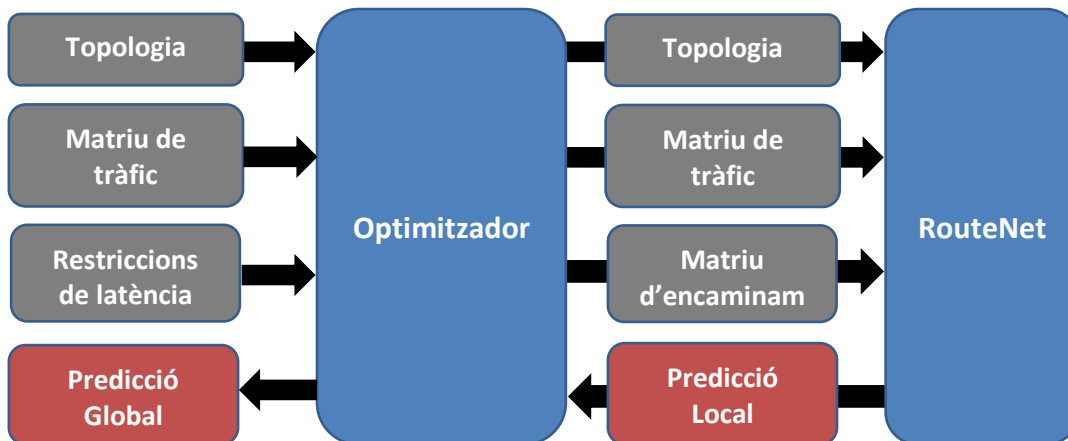 Topologia
Matriu de
tràfic
Restriccions
de latència
Predicció
Global
Optimitzador
Topologia
Matriu de
tràfic
Matriu
d’encaminam
Predicció
Local
RouteNet